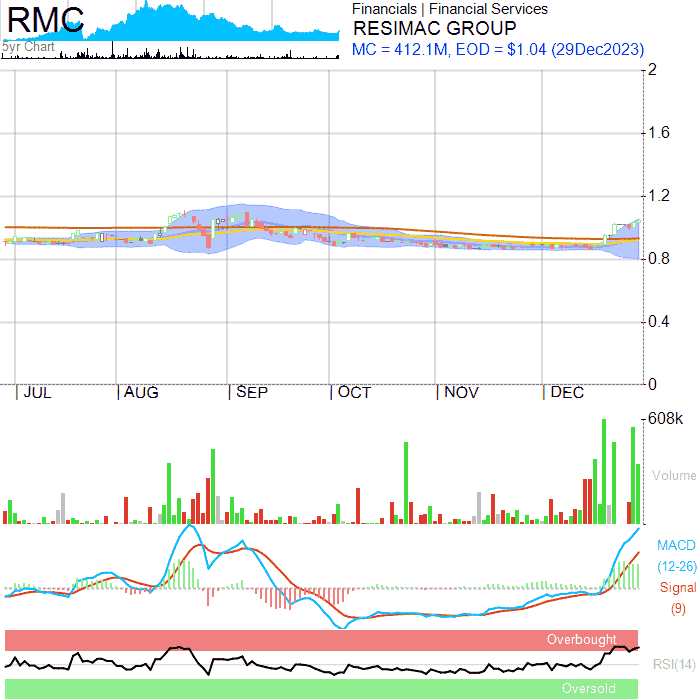 RMC
5yr Chart
Financials | Financial Services
RESIMAC GROUP
MC = 412.1M, EOD = $1.04 (29Dec2023)
2
1.6
1.2
0.8
0.4
0
JUL
AUG
SEP
OCT
NOV
DEC
608k
Volume
MACD
(12-26)
Signal
(9)
Overbought
RSI(14)
Oversold